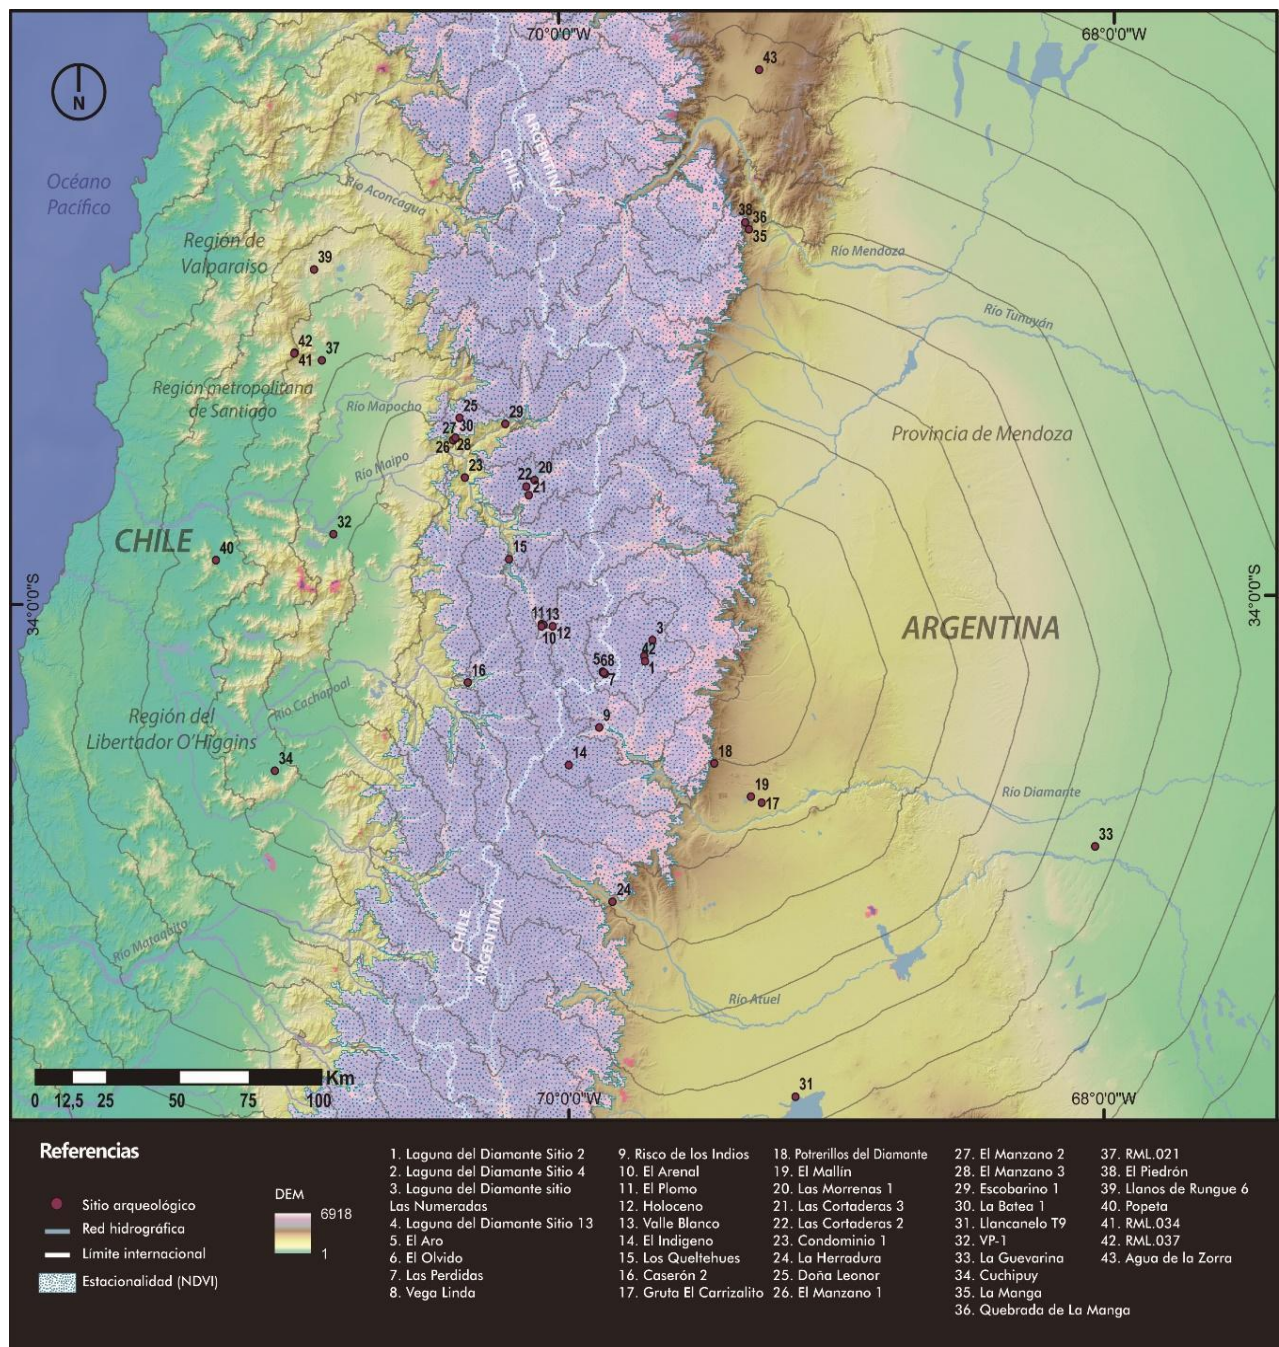 70°0'0"W
68°0'0"W
43
N
ARGENTINA
CHILE
Océano
Pacífico
Río Aconcagua
38
36
35
Región de
Valparaiso
39
Río Mendoza
Río Tunuyán
42
41
37
Región metropolitana
de Santiago
Río Mapocho
25
30
29
27
26
28
Provincia de Mendoza
Río Maipo
23
20
22
21
32
CHILE
40
15
34°0'0"S
34°0'0"S
11
13
10
12
3
42
1
ARGENTINA
568
7
16
Río Cachapoal
Región del
Libertador O'Higgins
9
14
18
34
19
17
Río Diamante
33
24
CHILE
ARGENTINA
Río Mataquito
Río Atuel
31
Km
0 12,5 25 50 75 100
70°0'0"W
68°0'0"W
Referencias
Sitio arqueológico
Red hidrográfica
Límite internacional
Estacionalidad (NDVI)
DEM
6918
1
1. Laguna del Diamante Sitio 2
2. Laguna del Diamante Sitio 4
3. Laguna del Diamante sitio
Las Numeradas
4. Laguna del Diamante Sitio 13
5. El Aro
6. El Olvido
7. Las Perdidas
8. Vega Linda
9. Risco de los Indios
10. El Arenal
11. El Plomo
12. Holoceno
13. Valle Blanco
14. El Indigeno
15. Los Queltehues
16. Caserón 2
17. Gruta El Carrizalito
18. Potrerillos del Diamante
19. El Mallín
20. Las Morrenas 1
21. Las Cortaderas 3
22. Las Cortaderas 2
23. Condominio 1
24. La Herradura
25. Doña Leonor
26. El Manzano 1
27. El Manzano 2
28. El Manzano 3
29. Escobarino 1
30. La Batea 1
31. Llancanelo T9
32. VP-1
33. La Guevarina
34. Cuchipuy
35. La Manga
36. Quebrada de La Manga
37. RML.021
38. El Piedrón
39. Llanos de Rungue 6
40. Popeta
41. RML.034
42. RML.037
43. Agua de la Zorra